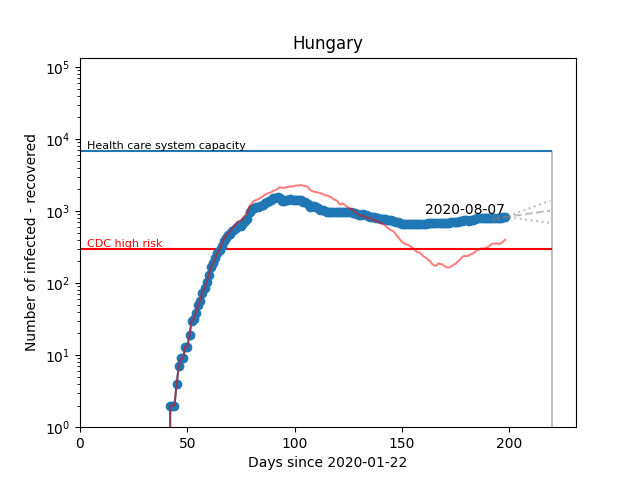 Hungary
Number of infected - recovered
10^5
10^4
10^3
10^2
10^1
10^0
Health care system capacity
2020-08-07
CDC high risk
0 50 100 150 200
Days since 2020-01-22